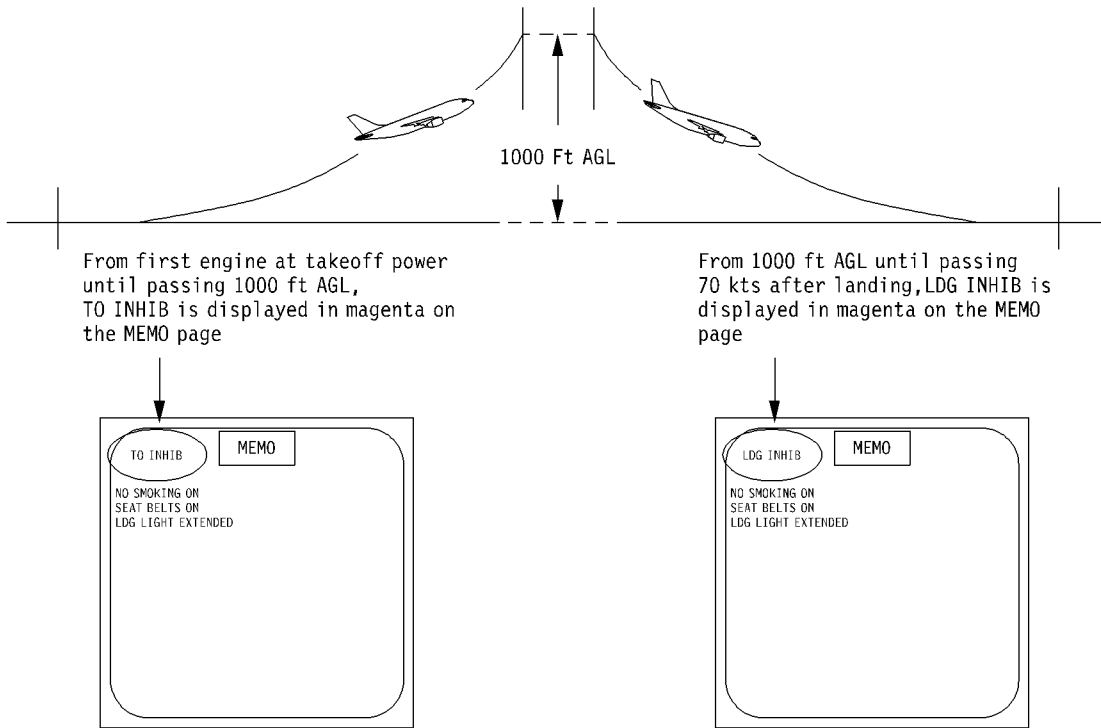 1000 Ft AGL
From first engine at takeoff power
until passing 1000 ft AGL,
TO INHIB is displayed in magenta on
the MEMO page
From 1000 ft AGL until passing
70 kts after landing,LDG INHIB is
displayed in magenta on the MEMO
page
TO INHIB
MEMO
NO SMOKING ON
SEAT BELTS ON
LDG LIGHT EXTENDED
LDG INHIB
MEMO
NO SMOKING ON
SEAT BELTS ON
LDG LIGHT EXTENDED